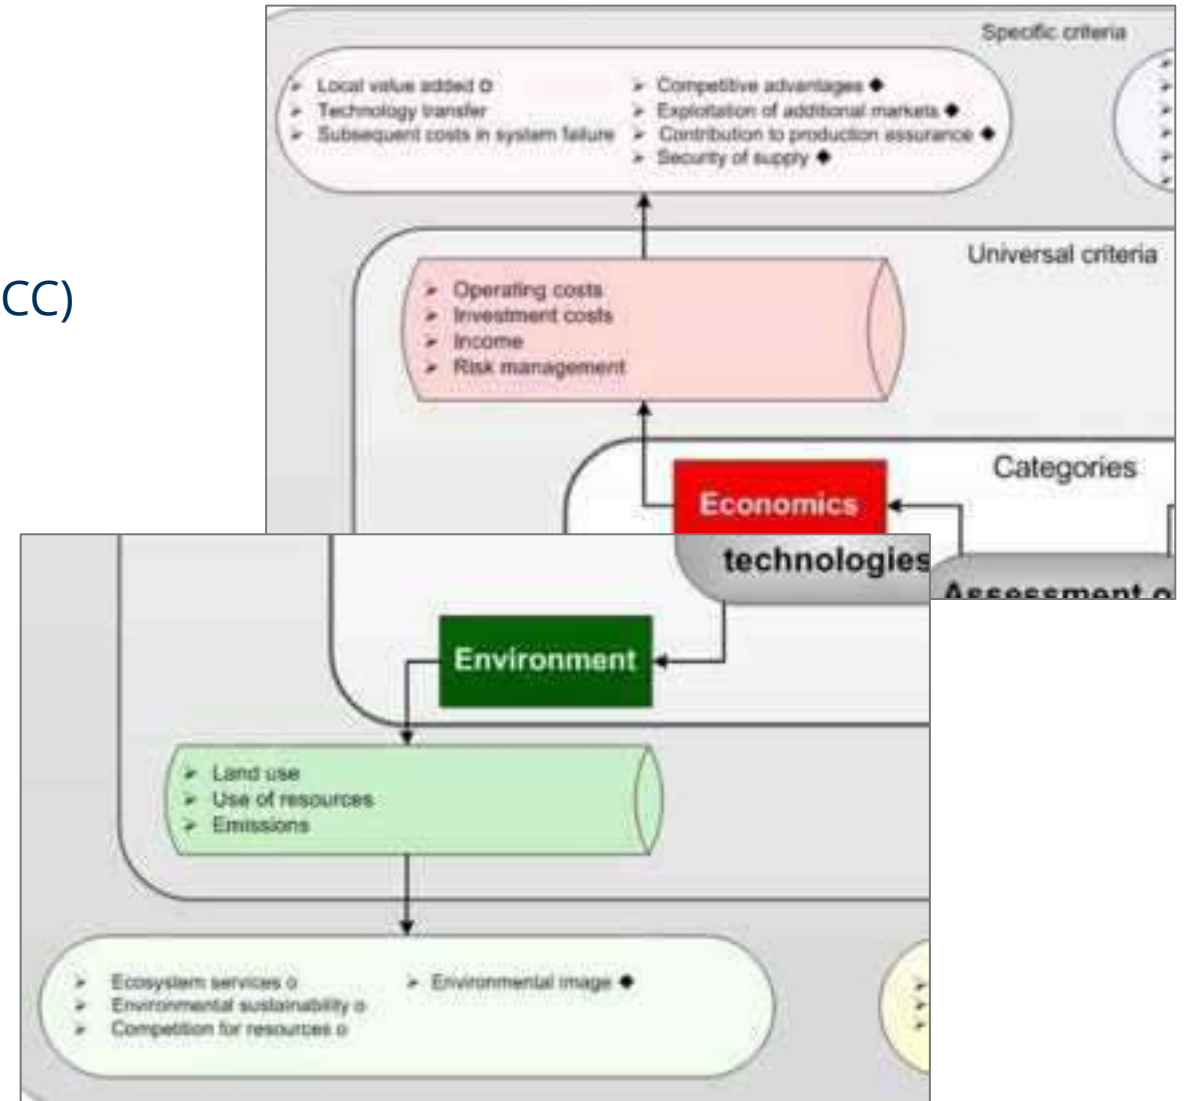 Specific criteria
➢ Local value added o
➢ Technology transfer
➢ Subsequent costs in system failure
➢ Competitive advantages ◆
➢ Exploitation of additional markets ◆
➢ Contribution to production assurance ◆
➢ Security of supply ◆
Universal criteria
CC)
➢ Operating costs
➢ Investment costs
➢ Income
➢ Risk management
Categories
Economics
technologies
Assessment o
Environment
➢ Land use
➢ Use of resources
➢ Emissions
➢ Ecosystem services o
➢ Environmental sustainability o
➢ Competition for resources o
➢ Environmental image ◆